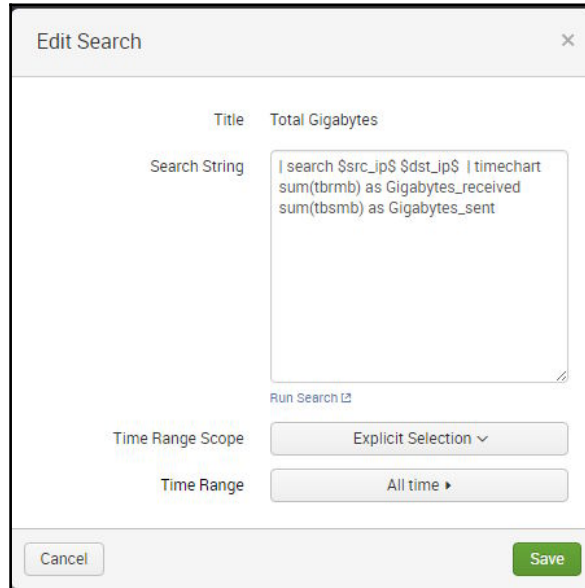 Edit Search
Title Total Gigabytes
Search String | search $src_ip$ $dst_ip$ | timechart
sum(tbrmb) as Gigabytes_received
sum(tbsmb) as Gigabytes_sent
Run Search
Time Range Scope Explicit Selection
Time Range All time
Cancel Save